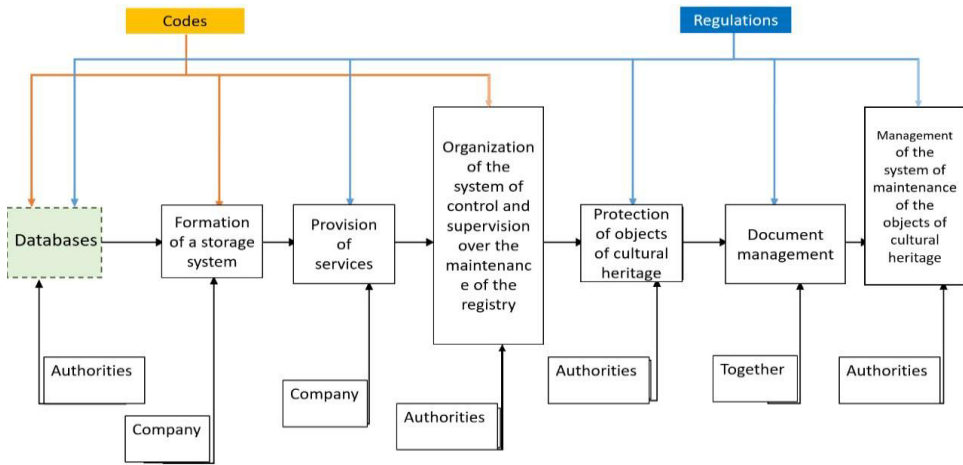 Codes
Regulations
Databases
Formation
of a storage
system
Provision
of
services
Organization
of the
system of
control and
supervision
over the
maintenanc
e of the
registry
Protection
of objects
of cultural
heritage
Document
management
Management
of the
system of
maintenance
of the
objects of
cultural
heritage
Authorities
Company
Company
Authorities
Authorities
Together
Authorities